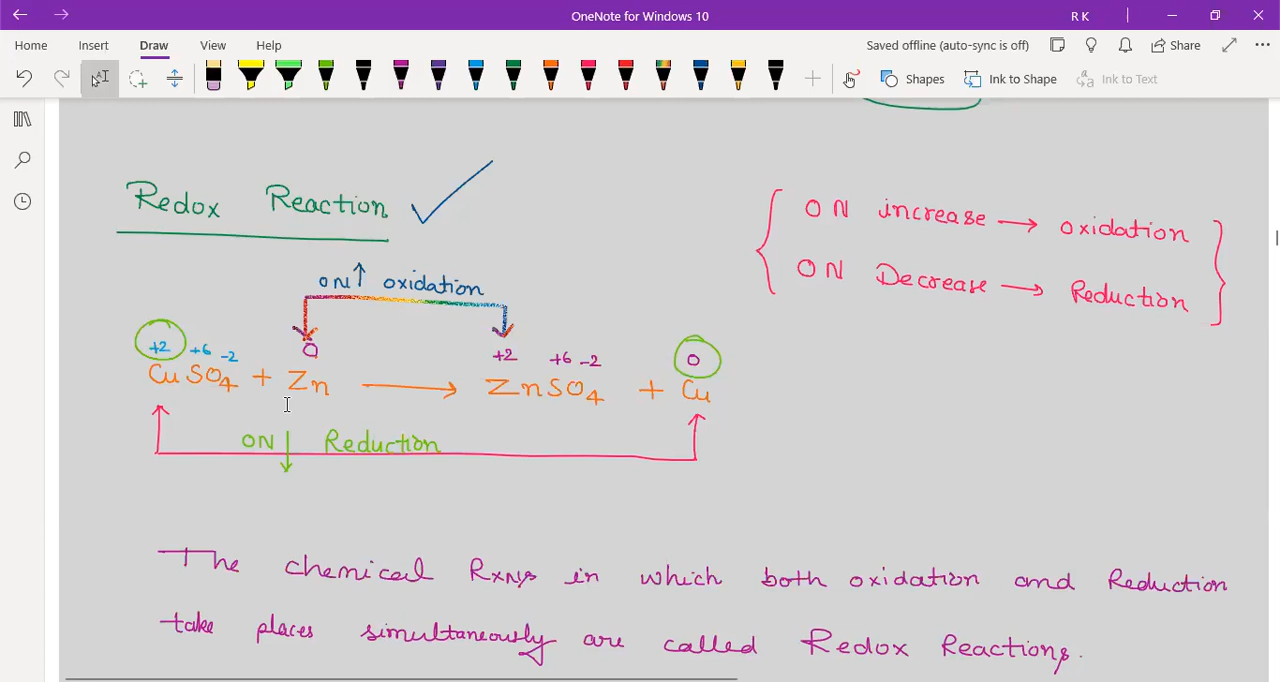 OneNote for Windows 10
R K
Home Insert Draw View Help
Saved offline (auto-sync is off) Share
Shapes Ink to Shape Ink to Text
Redox Reaction
ON increase → oxidation
ON Decrease → Reduction
ON↑ oxidation
+2 +6 -2 0 +2 +6 -2 0
CuSO4 + Zn → ZnSO4 + Cu
ON↓ Reduction
The chemical Rxns in which both oxidation and Reduction
take places simultaneously are called Redox Reactions.